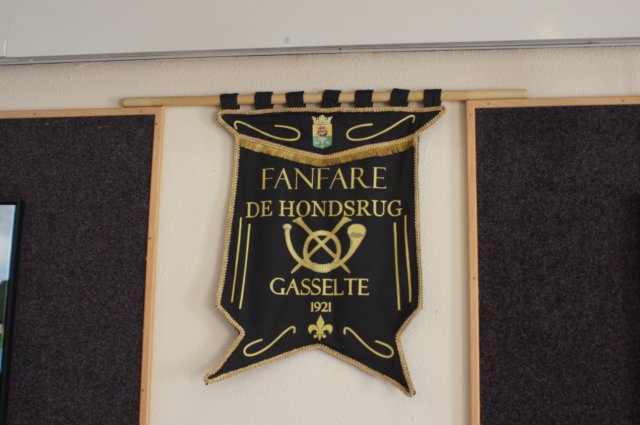 FANFARE
DE HONDSRUG
GASSELTE
1921